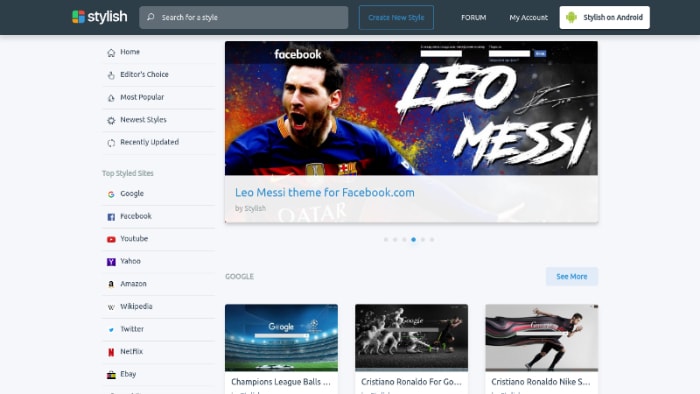 stylish
Search for a style
Create New Style
FORUM
My Account
Stylish on Android
Home
Editor's Choice
Most Popular
Newest Styles
Recently Updated
Top Styled Sites
Google
Facebook
Youtube
Yahoo
Amazon
Wikipedia
Twitter
Netflix
Ebay
facebook
LEO
MESSI
QATAR
Leo Messi theme for Facebook.com
by Stylish
GOOGLE
See More
Google
Google
Champions League Balls ...
Cristiano Ronaldo For Go...
Cristiano Ronaldo Nike S...